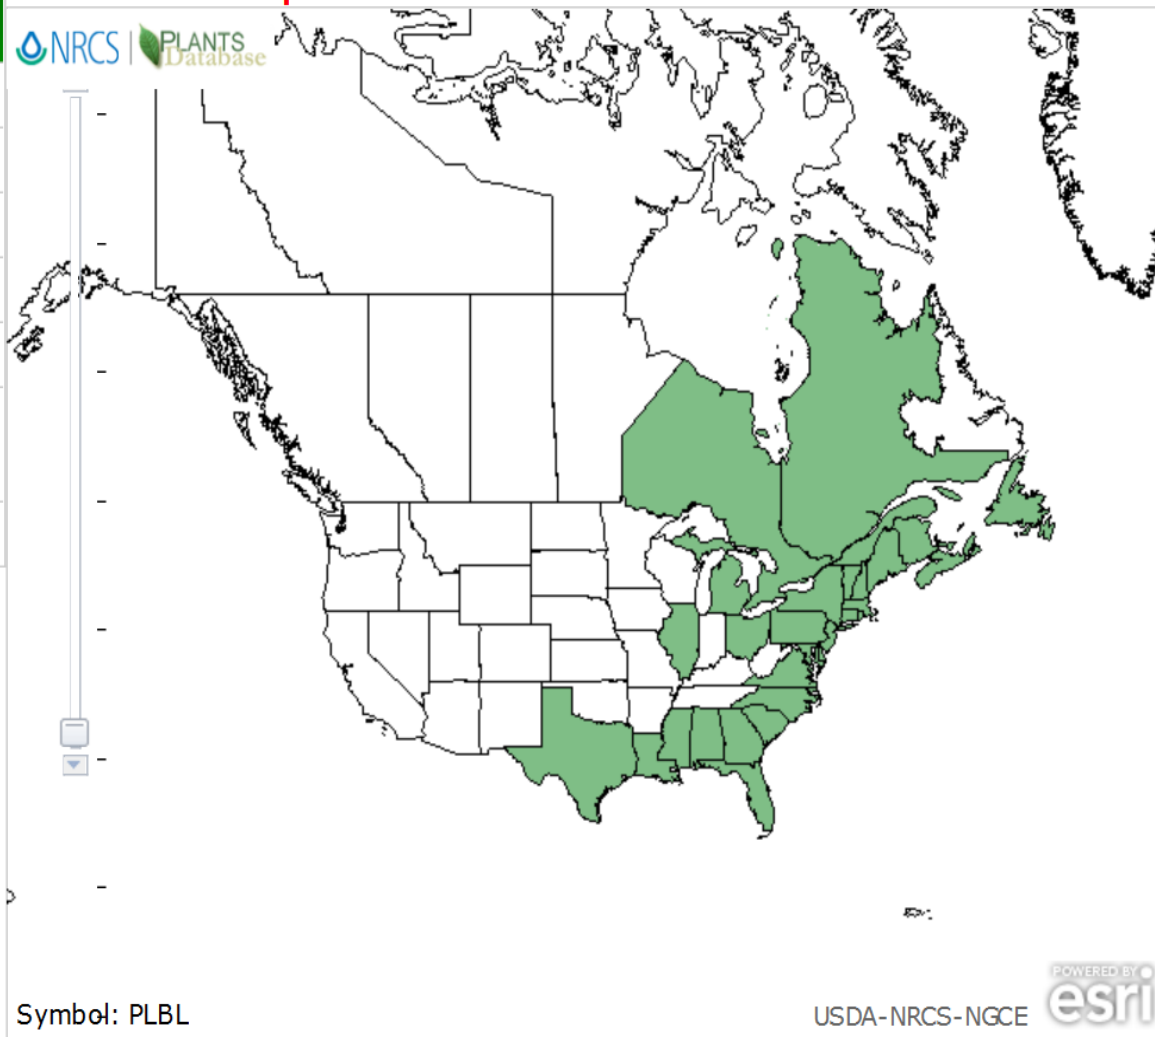 NRCS | PLANTS
Database
Symbol: PLBL
USDA-NRCS-NGCE
POWERED BY
esri